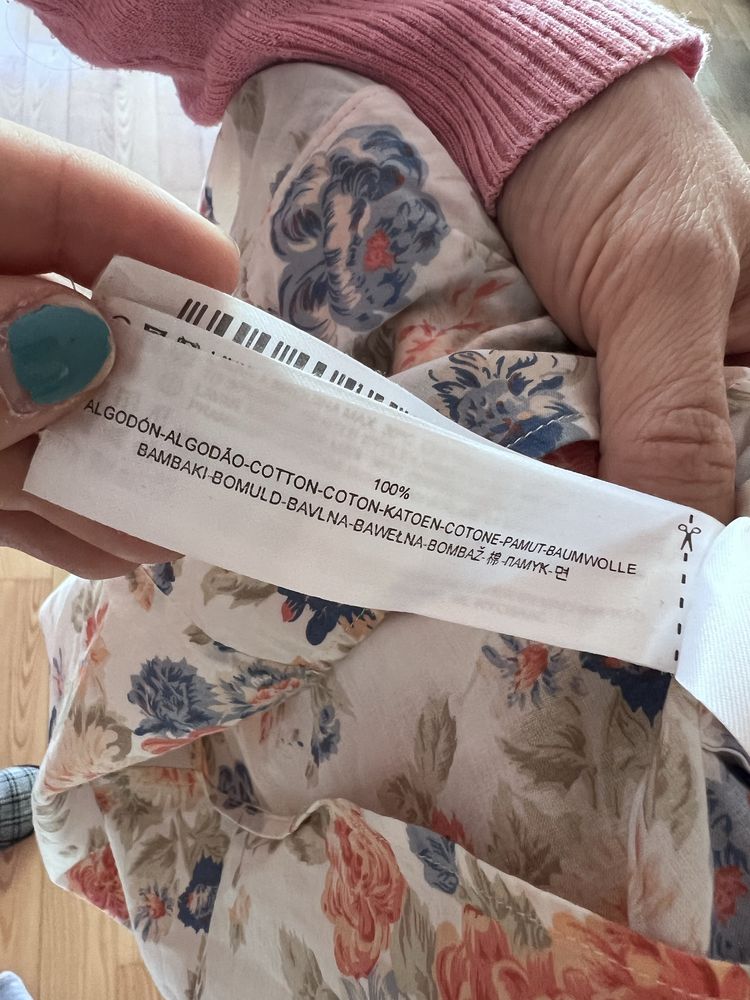 100%
ALGODÓN-ALGODÃO-COTTON-COTON-KATOEN-COTONE-PAMUT-BAUMWOLLE
BAMBAKI-BOMULD-BAVLNA-BAWEŁNA-BOMBAŽ-棉-ПАМУК-면